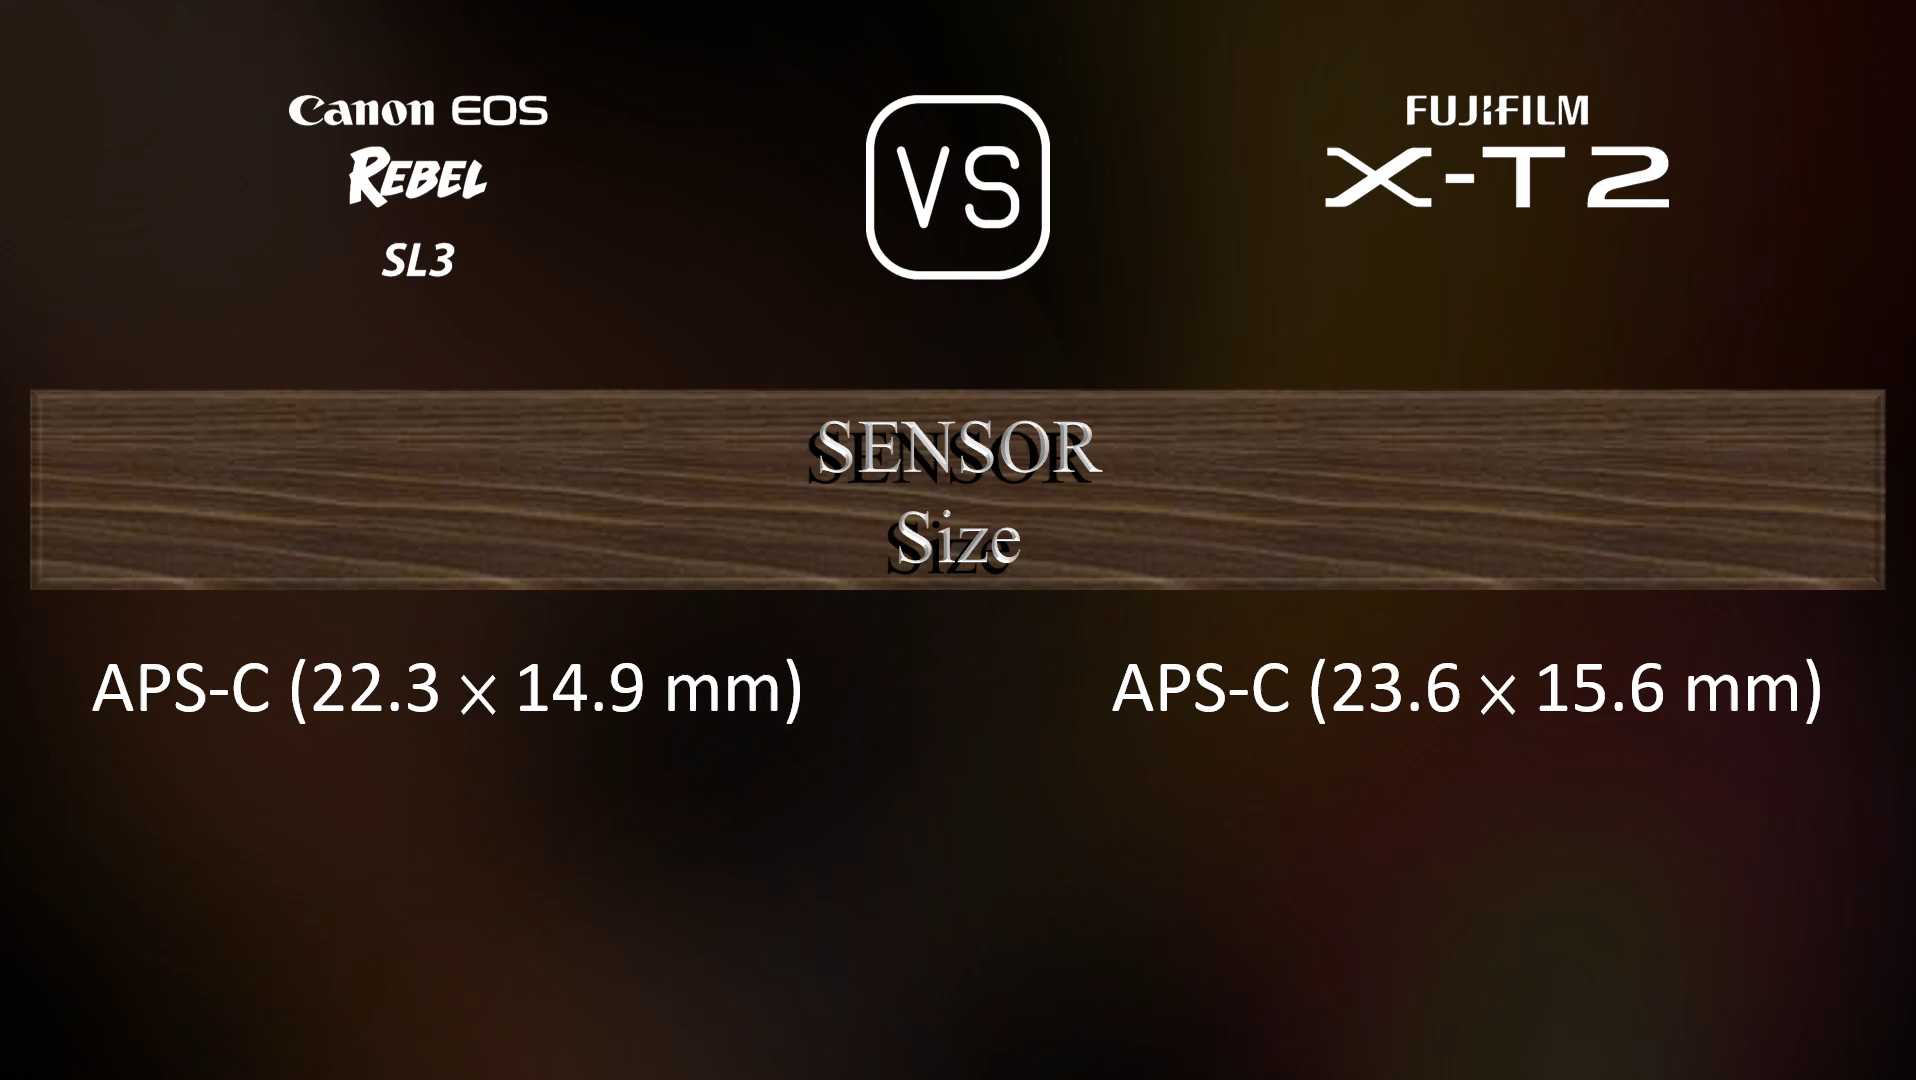 Canon EOS
REBEL
SL3
VS
FUJIFILM
X-T2
SENSOR
Size
APS-C (22.3 x 14.9 mm)
APS-C (23.6 x 15.6 mm)